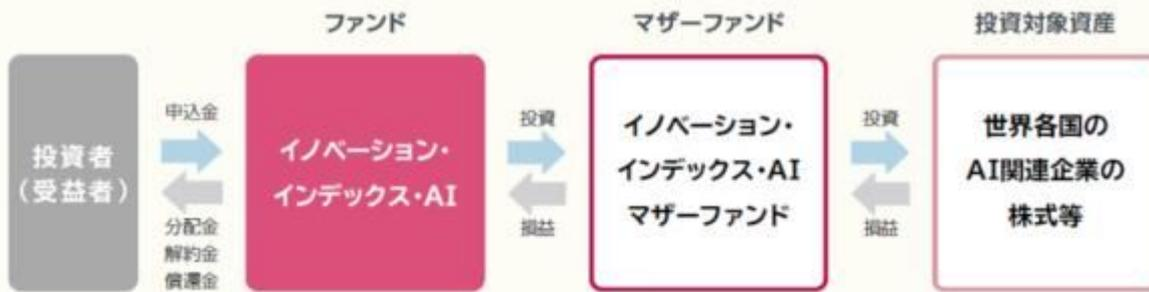 ファンド
マザーファンド
投資対象資産
投資者
（受益者）
申込金
分配金
解約金
償還金
イノベーション・
インデックス・AI
投資
損益
イノベーション・
インデックス・AI
マザーファンド
投資
損益
世界各国の
AI関連企業の
株式等